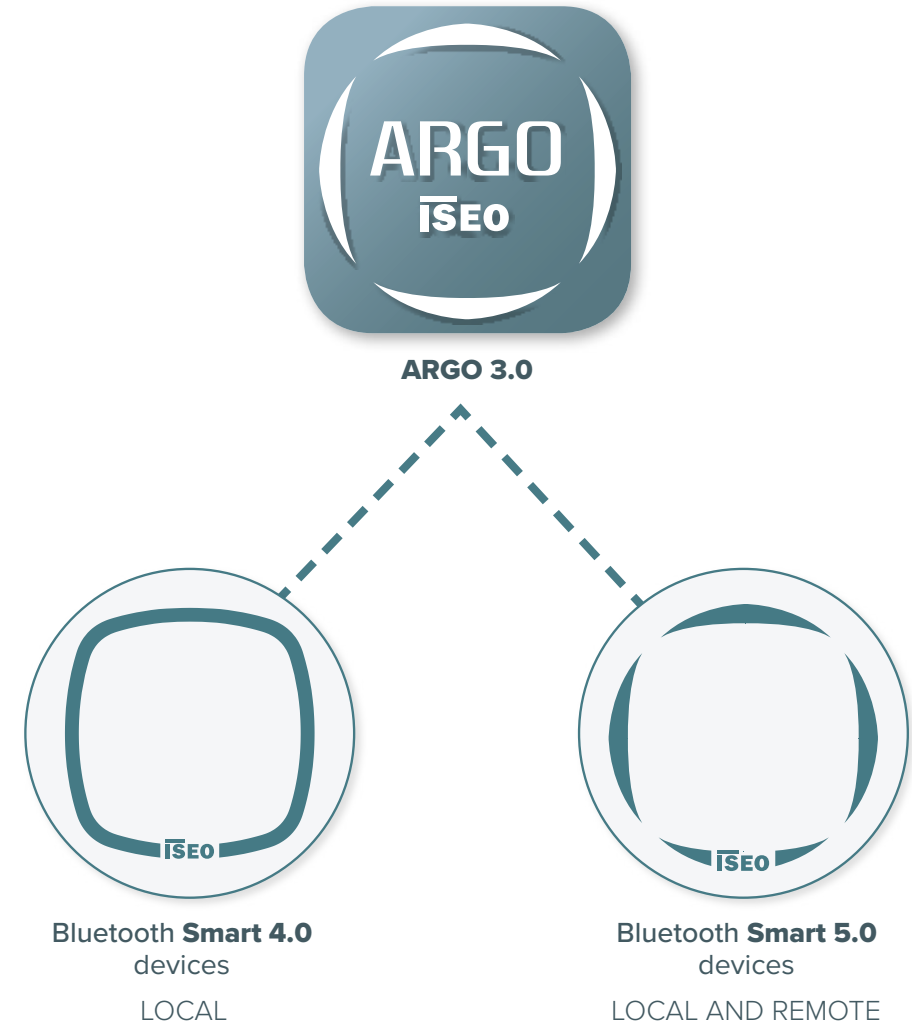 ARGO
ISEO
ARGO 3.0
ISEO
ISEO
Bluetooth Smart 4.0
devices
LOCAL
Bluetooth Smart 5.0
devices
LOCAL AND REMOTE